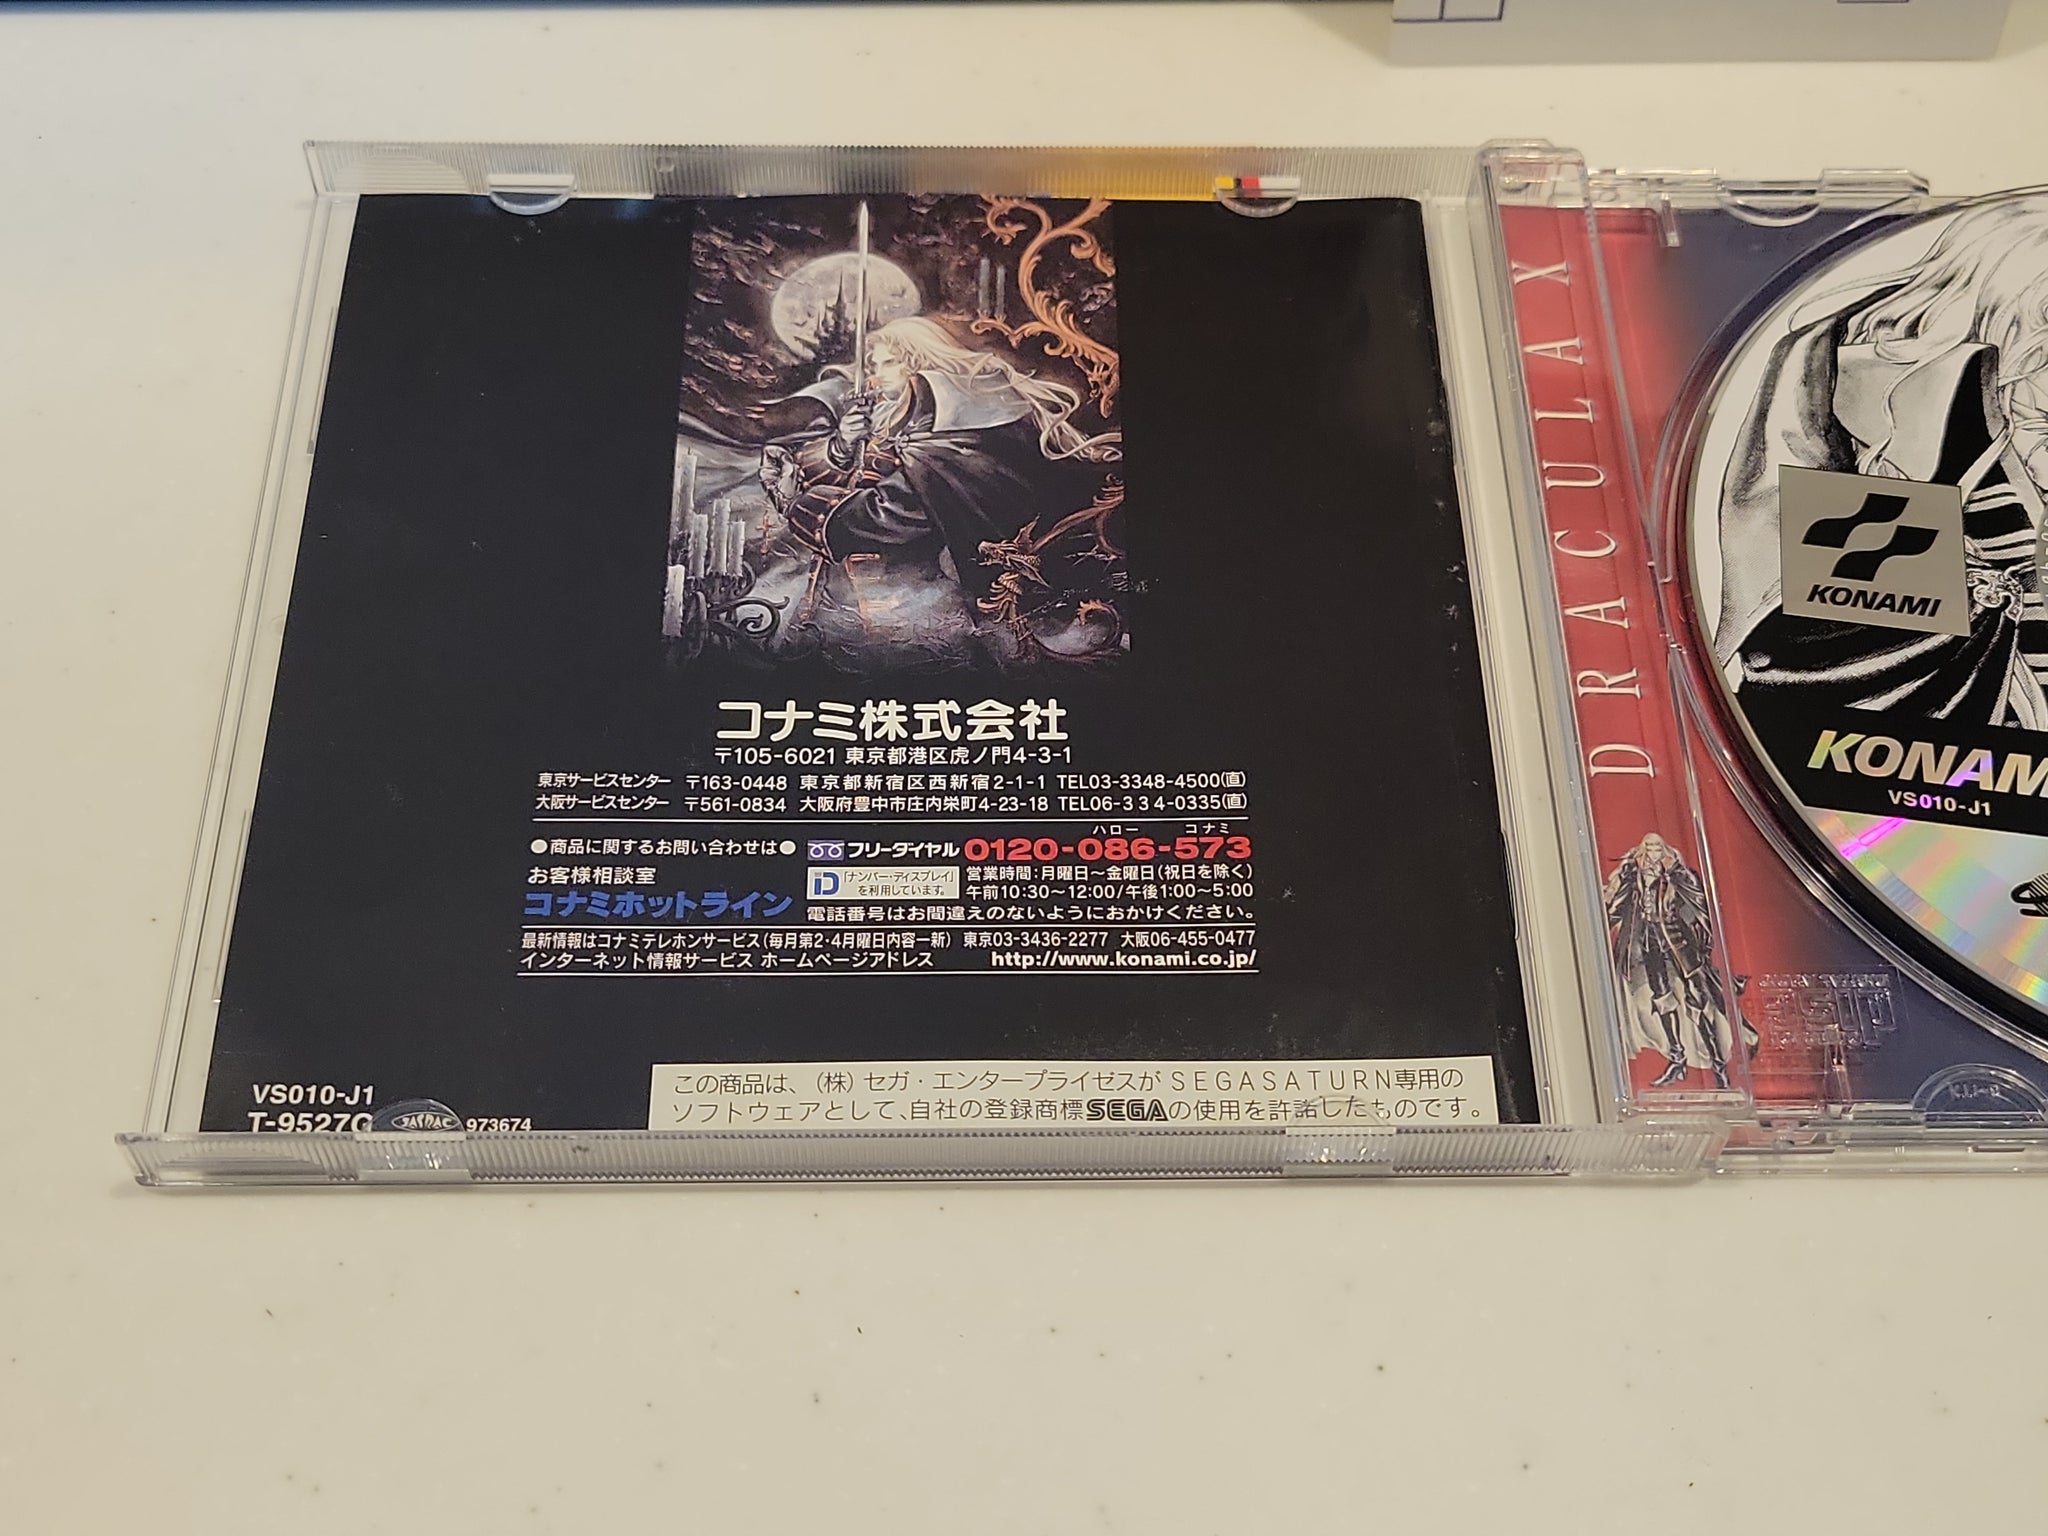 コナミ株式会社
〒105-6021 東京都港区虎ノ門4-3-1
東京サービスセンター 〒163-0448 東京都新宿区西新宿2-1-1 TEL03-3348-4500(直)
大阪サービスセンター 〒561-0834 大阪府豊中市庄内栄町4-23-18 TEL06-334-0335(直)
ハロー コナミ
●商品に関するお問い合わせは● フリーダイヤル 0120-086-573
お客様相談室
コナミホットライン
「ナンバー・ディスプレイ」
を利用しています。
営業時間:月曜日〜金曜日(祝日を除く)
午前10:30〜12:00/午後1:00〜5:00
電話番号はお間違えのないようにおかけください。
最新情報はコナミテレホンサービス(毎月第2・4月曜日内容一新) 東京03-3436-2277 大阪06-455-0477
インターネット情報サービス ホームページアドレス http://www.konami.co.jp/
VS010-J1
T-9527G
973674
この商品は、(株)セガ・エンタープライゼスがSEGASATURN専用の
ソフトウェアとして、自社の登録商標SEGAの使用を許諾したものです。
DRACULA X
KONAMI
KONAMI
VS010-J1